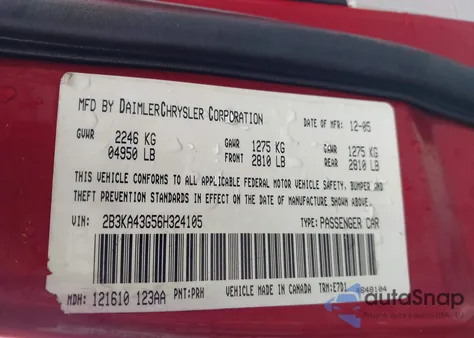 MFD BY DAIMLERCHRYSLER CORPORATION DATE OF MFR: 12-05
GVWR 2246 KG GAWR 1275 KG GAWR 1275 KG
04950 LB FRONT 2810 LB REAR 2810 LB
THIS VEHICLE CONFORMS TO ALL APPLICABLE FEDERAL MOTOR VEHICLE SAFETY, BUMPER, AND
THEFT PREVENTION STANDARDS IN EFFECT ON THE DATE OF MANUFACTURE SHOWN ABOVE.
VIN: 2B3KA43G56H324105 TYPE: PASSENGER CAR
MDH: 121610 123AA PNT: PRH VEHICLE MADE IN CANADA TRM: E7D1
autoSnap